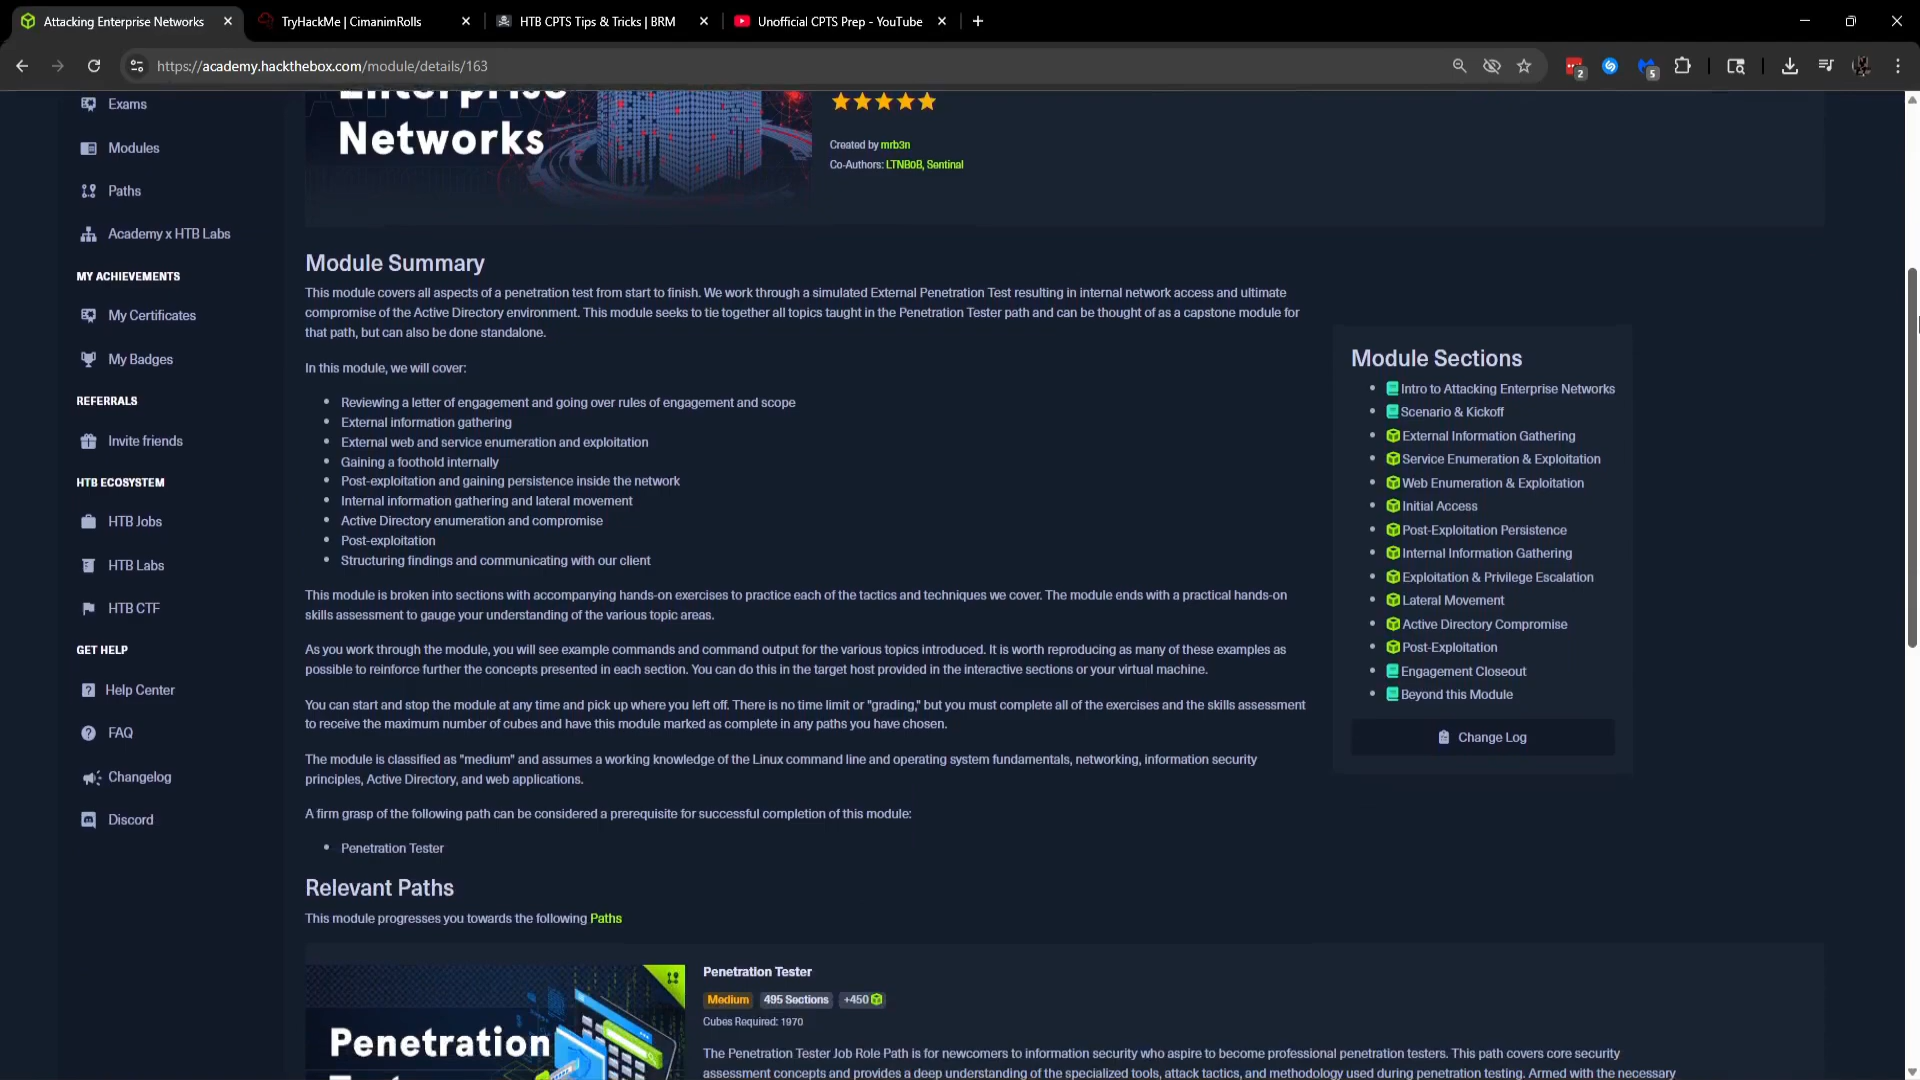 Attacking Enterprise Networks
TryHackMe | CimanimRolls
HTB CPTS Tips & Tricks | BRM
Unofficial CPTS Prep - YouTube
https://academy.hackthebox.com/module/details/163
2
5
Exams
Modules
Paths
Academy x HTB Labs
MY ACHIEVEMENTS
My Certificates
My Badges
REFERRALS
Invite friends
HTB ECOSYSTEM
HTB Jobs
HTB Labs
HTB CTF
GET HELP
Help Center
FAQ
Changelog
Discord
Enterprise
Networks
Created by mrb3n
Co-Authors: LTNB0B, Sentinal
Module Summary
This module covers all aspects of a penetration test from start to finish. We work through a simulated External Penetration Test resulting in internal network access and ultimate
compromise of the Active Directory environment. This module seeks to tie together all topics taught in the Penetration Tester path and can be thought of as a capstone module for
that path, but can also be done standalone.
In this module, we will cover:
Reviewing a letter of engagement and going over rules of engagement and scope
External information gathering
External web and service enumeration and exploitation
Gaining a foothold internally
Post-exploitation and gaining persistence inside the network
Internal information gathering and lateral movement
Active Directory enumeration and compromise
Post-exploitation
Structuring findings and communicating with our client
This module is broken into sections with accompanying hands-on exercises to practice each of the tactics and techniques we cover. The module ends with a practical hands-on
skills assessment to gauge your understanding of the various topic areas.
As you work through the module, you will see example commands and command output for the various topics introduced. It is worth reproducing as many of these examples as
possible to reinforce further the concepts presented in each section. You can do this in the target host provided in the interactive sections or your virtual machine.
You can start and stop the module at any time and pick up where you left off. There is no time limit or "grading," but you must complete all of the exercises and the skills assessment
to receive the maximum number of cubes and have this module marked as complete in any paths you have chosen.
The module is classified as "medium" and assumes a working knowledge of the Linux command line and operating system fundamentals, networking, information security
principles, Active Directory, and web applications.
A firm grasp of the following path can be considered a prerequisite for successful completion of this module:
Penetration Tester
Relevant Paths
This module progresses you towards the following Paths
Penetration
Penetration Tester
Medium 495 Sections +450
Cubes Required: 1970
The Penetration Tester Job Role Path is for newcomers to information security who aspire to become professional penetration testers. This path covers core security
assessment concepts and provides a deep understanding of the specialized tools, attack tactics, and methodology used during penetration testing. Armed with the necessary
Module Sections
Intro to Attacking Enterprise Networks
Scenario & Kickoff
External Information Gathering
Service Enumeration & Exploitation
Web Enumeration & Exploitation
Initial Access
Post-Exploitation Persistence
Internal Information Gathering
Exploitation & Privilege Escalation
Lateral Movement
Active Directory Compromise
Post-Exploitation
Engagement Closeout
Beyond this Module
Change Log